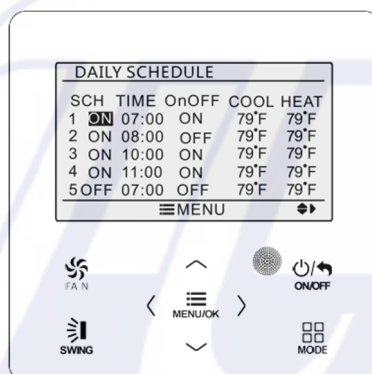 DAILY SCHEDULE
SCH TIME OnOFF COOL HEAT
1 ON 07:00 ON 79°F 79°F
2 ON 08:00 OFF 79°F 79°F
3 ON 10:00 ON 79°F 79°F
4 ON 11:00 ON 79°F 79°F
5 OFF 07:00 OFF 79°F 79°F
MENU
FAN
MENU/OK
ON/OFF
SWING
MODE